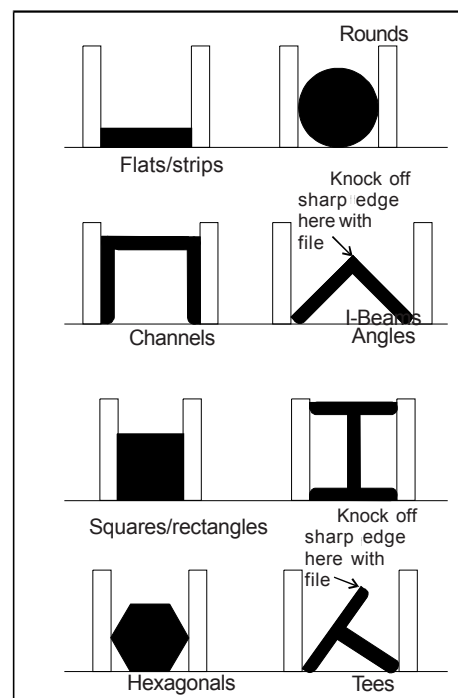 Rounds
Flats/strips
Knock off
sharp edge
here with
file
Channels
I-Beams
Angles
Squares/rectangles
Knock off
sharp edge
here with
file
Hexagonals
Tees